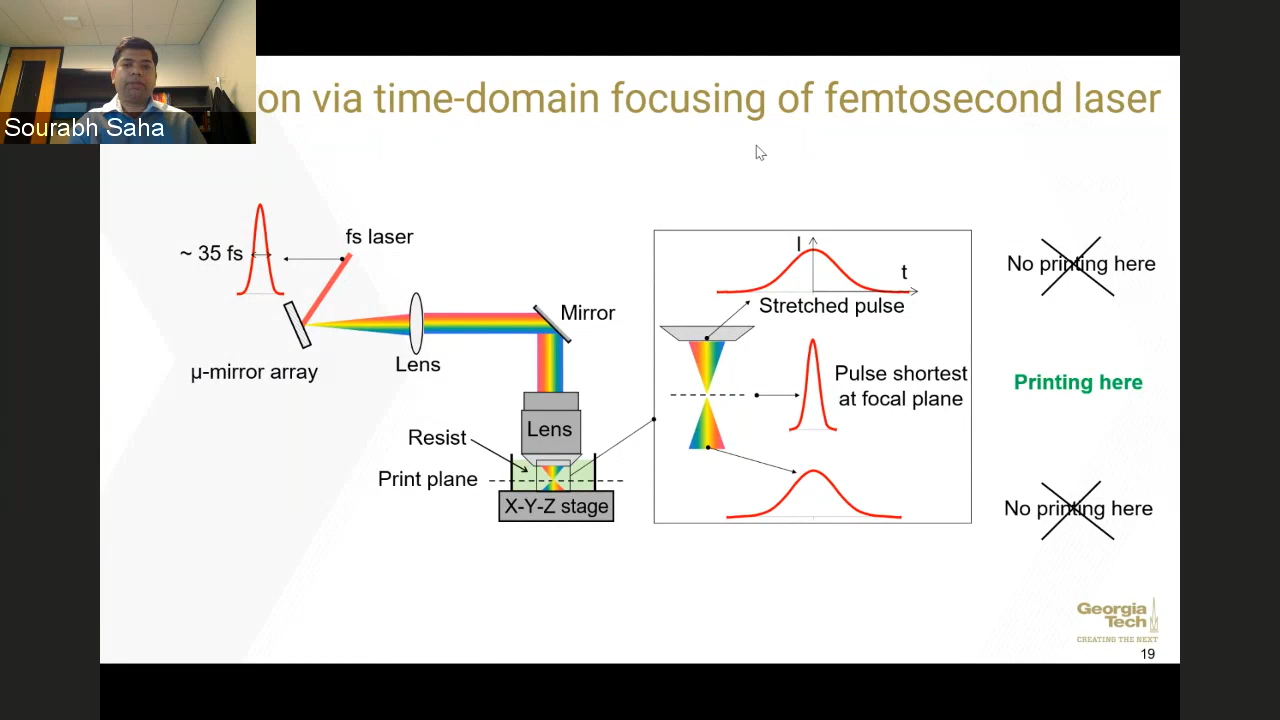 on via time-domain focusing of femtosecond laser
Sourabh Saha
~ 35 fs
fs laser
µ-mirror array
Lens
Mirror
Lens
Resist
Print plane
X-Y-Z stage
I
t
Stretched pulse
Pulse shortest
at focal plane
No printing here
Printing here
No printing here
Georgia
Tech
CREATING THE NEXT
19